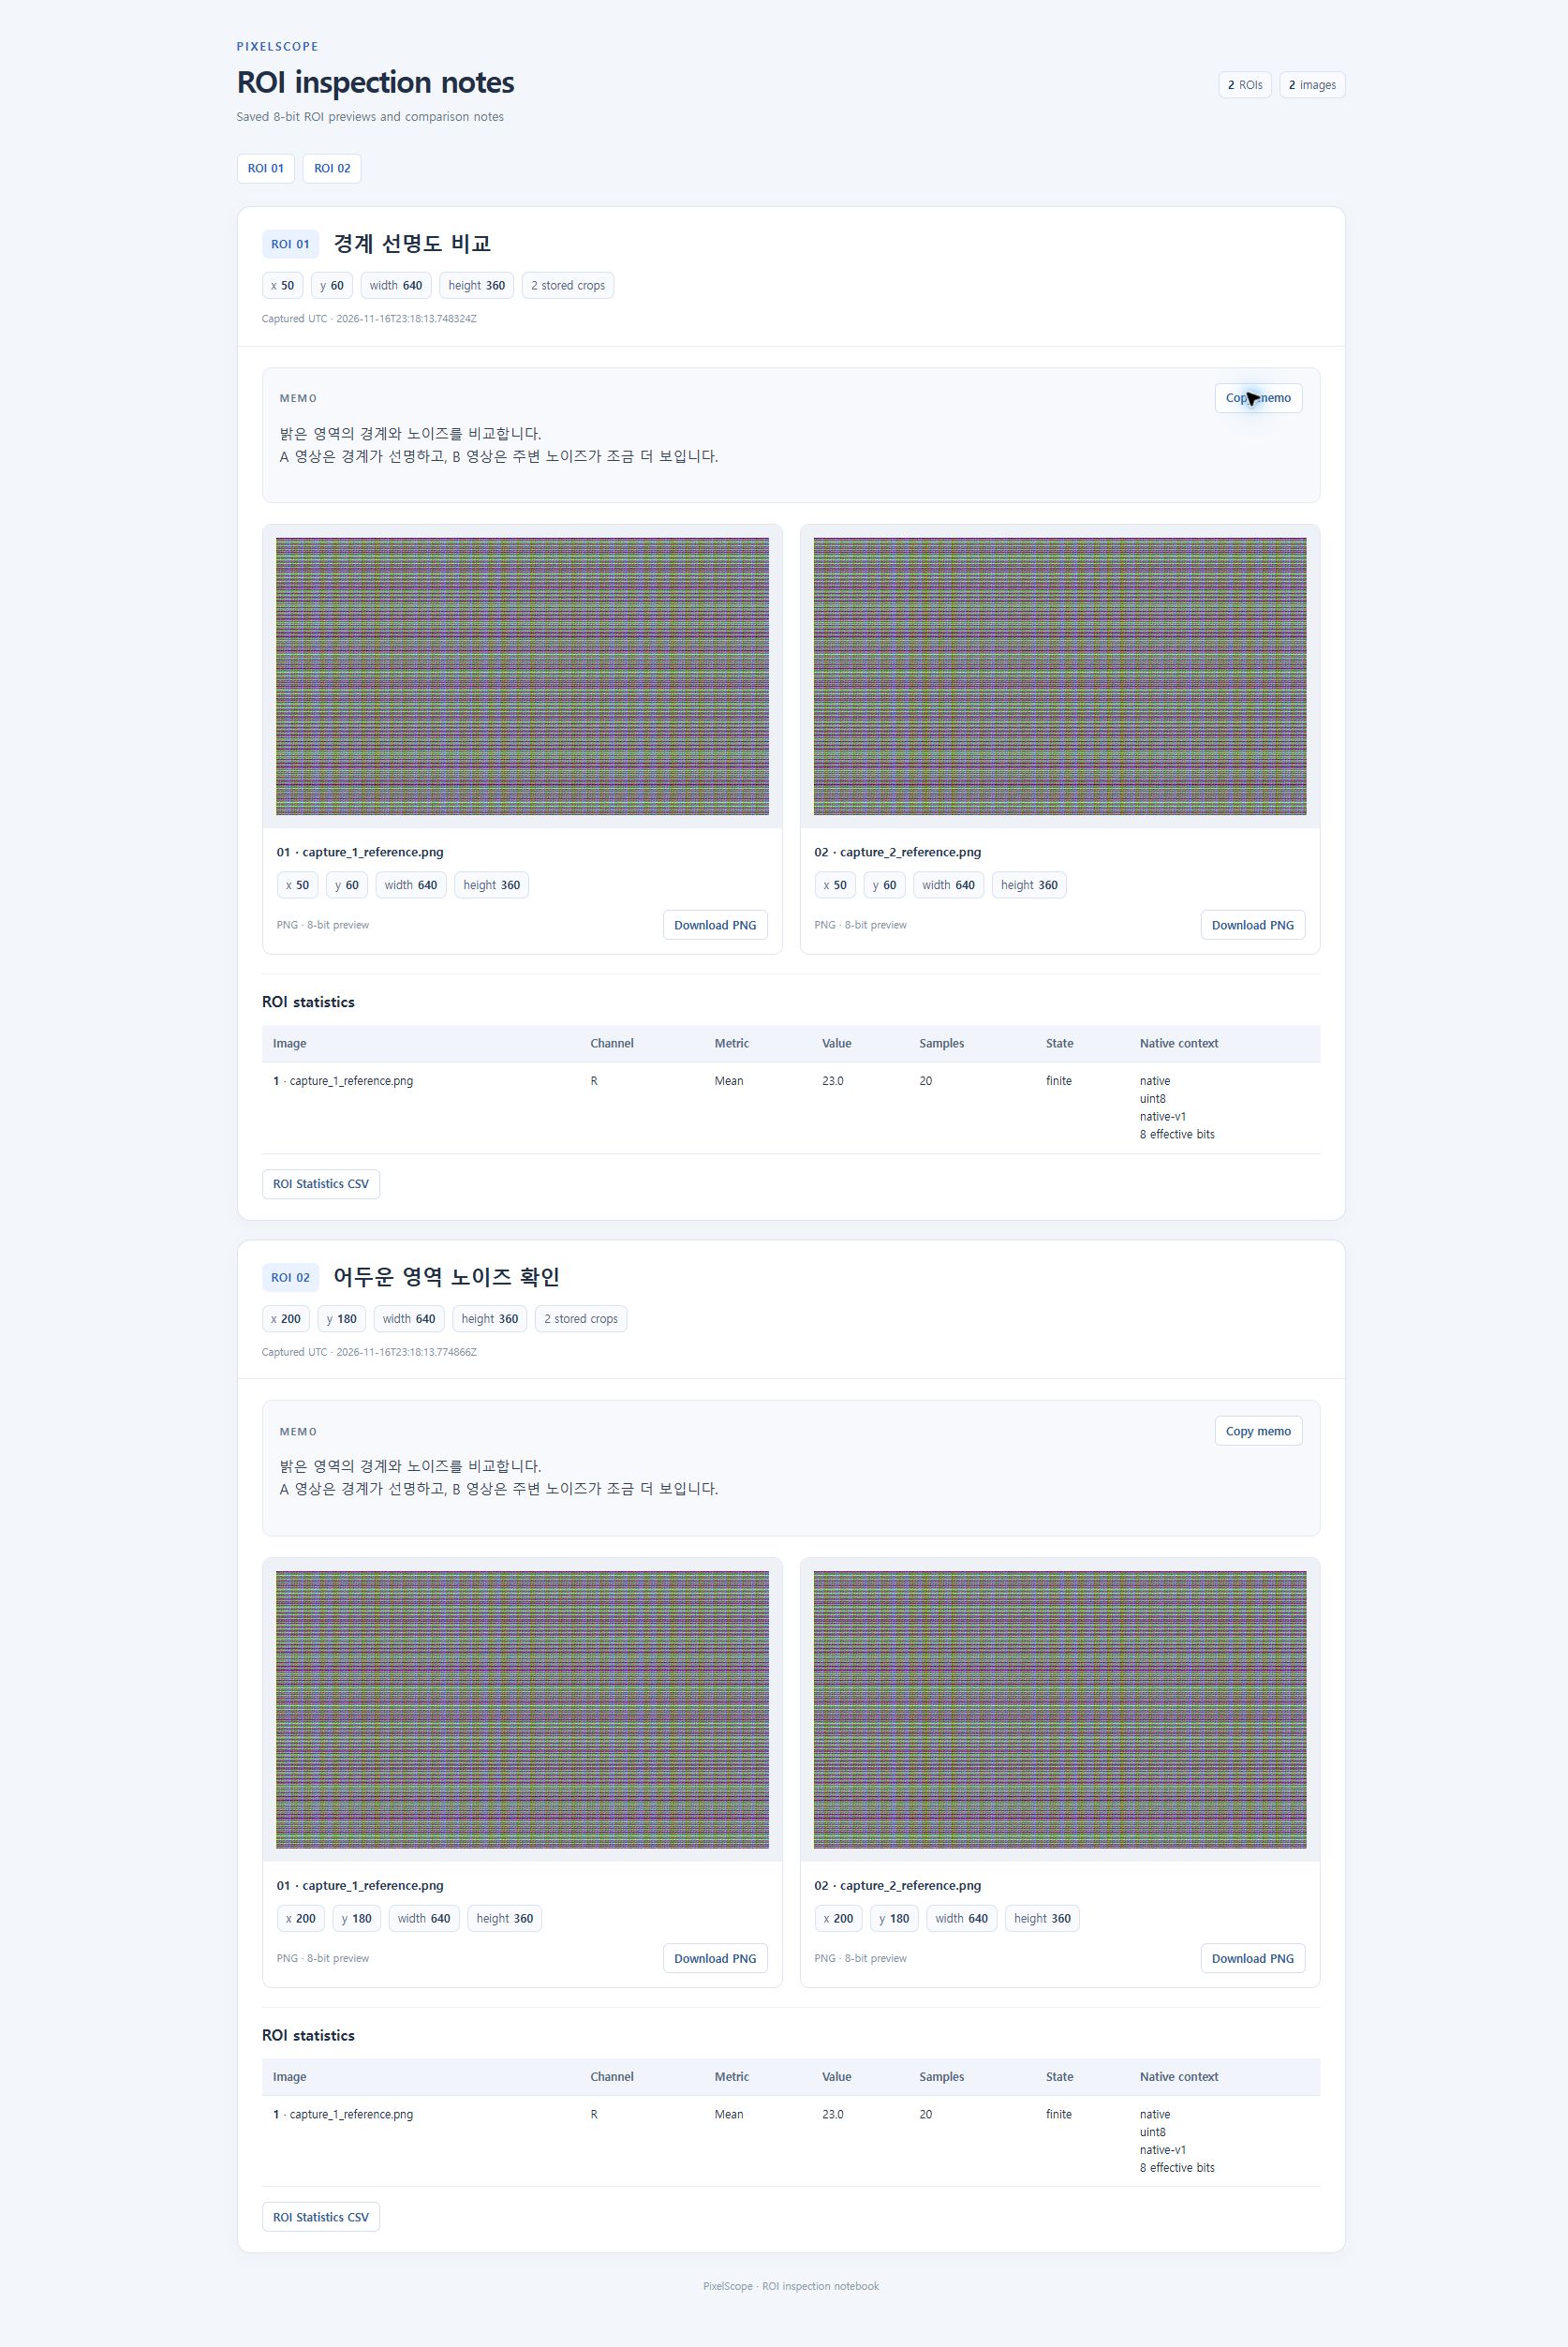 PIXELSCOPE
ROI inspection notes
2 ROIs 2 images
Saved 8-bit ROI previews and comparison notes
ROI 01 ROI 02
ROI 01 경계 선명도 비교
x 50 y 60 width 640 height 360 2 stored crops
Captured UTC · 2026-11-16T23:18:13.748324Z
MEMO Copy memo
밝은 영역의 경계와 노이즈를 비교합니다.
A 영상은 경계가 선명하고, B 영상은 주변 노이즈가 조금 더 보입니다.
01 · capture_1_reference.png
x 50 y 60 width 640 height 360
PNG · 8-bit preview Download PNG
02 · capture_2_reference.png
x 50 y 60 width 640 height 360
PNG · 8-bit preview Download PNG
ROI statistics
Image Channel Metric Value Samples State Native context
1 · capture_1_reference.png R Mean 23.0 20 finite native
uint8
native-v1
8 effective bits
ROI Statistics CSV
ROI 02 어두운 영역 노이즈 확인
x 200 y 180 width 640 height 360 2 stored crops
Captured UTC · 2026-11-16T23:18:13.774866Z
MEMO Copy memo
밝은 영역의 경계와 노이즈를 비교합니다.
A 영상은 경계가 선명하고, B 영상은 주변 노이즈가 조금 더 보입니다.
01 · capture_1_reference.png
x 200 y 180 width 640 height 360
PNG · 8-bit preview Download PNG
02 · capture_2_reference.png
x 200 y 180 width 640 height 360
PNG · 8-bit preview Download PNG
ROI statistics
Image Channel Metric Value Samples State Native context
1 · capture_1_reference.png R Mean 23.0 20 finite native
uint8
native-v1
8 effective bits
ROI Statistics CSV
PixelScope · ROI inspection notebook